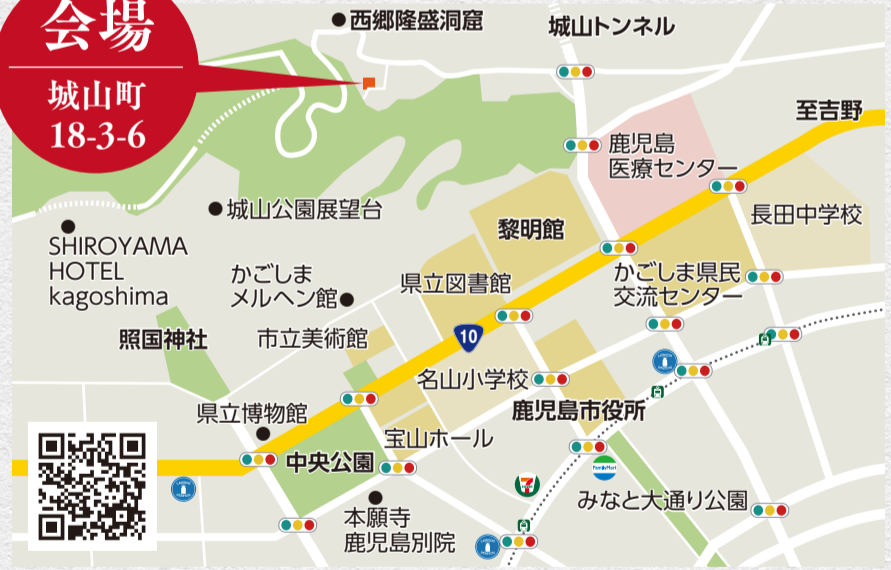 会場
城山町
18-3-6
西郷隆盛洞窟
城山トンネル
至吉野
鹿児島
医療センター
長田中学校
城山公園展望台
黎明館
SHIROYAMA
HOTEL
kagoshima
かごしま
メルヘン館
県立図書館
かごしま県民
交流センター
照国神社
市立美術館
10
名山小学校
鹿児島市役所
県立博物館
宝山ホール
中央公園
FamilyMart
みなと大通り公園
本願寺
鹿児島別院